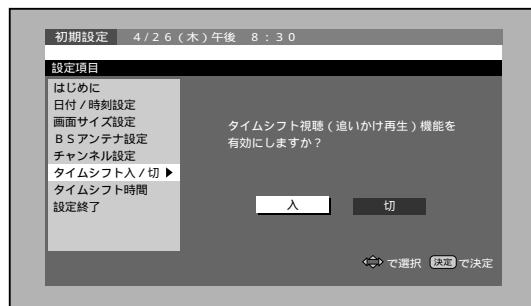 初期設定 4/26(木)午後 8:30
設定項目
はじめに
日付/時刻設定
画面サイズ設定
BSアンテナ設定
チャンネル設定
タイムシフト入/切▶
タイムシフト時間
設定終了
タイムシフト視聴(追いかけ再生)機能を
有効にしますか?
入 切
で選択 決定 で決定